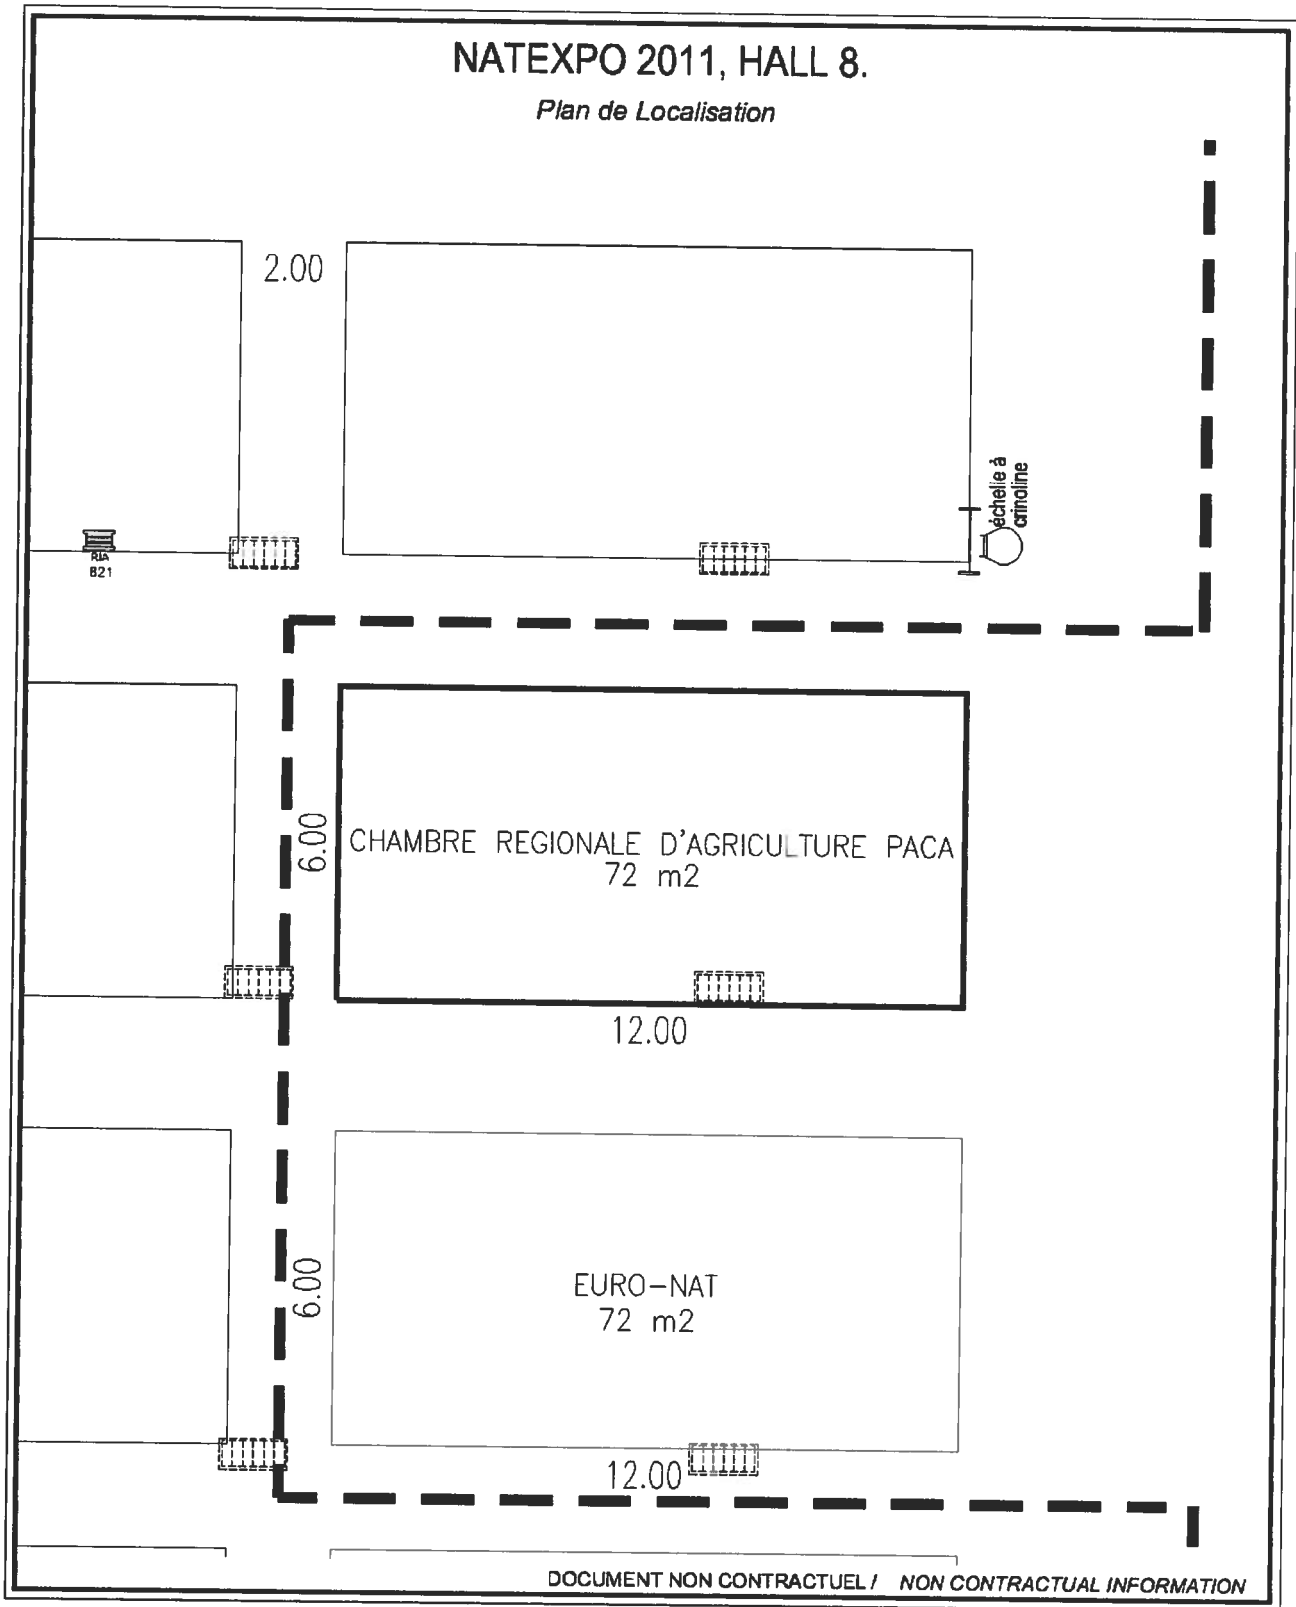 NATEXPO 2011, HALL 8.
Plan de Localisation
2.00
échelle à
crinoline
RIA
B21
6.00
CHAMBRE REGIONALE D'AGRICULTURE PACA
72 m2
12.00
6.00
EURO-NAT
72 m2
12.00
DOCUMENT NON CONTRACTUEL / NON CONTRACTUAL INFORMATION